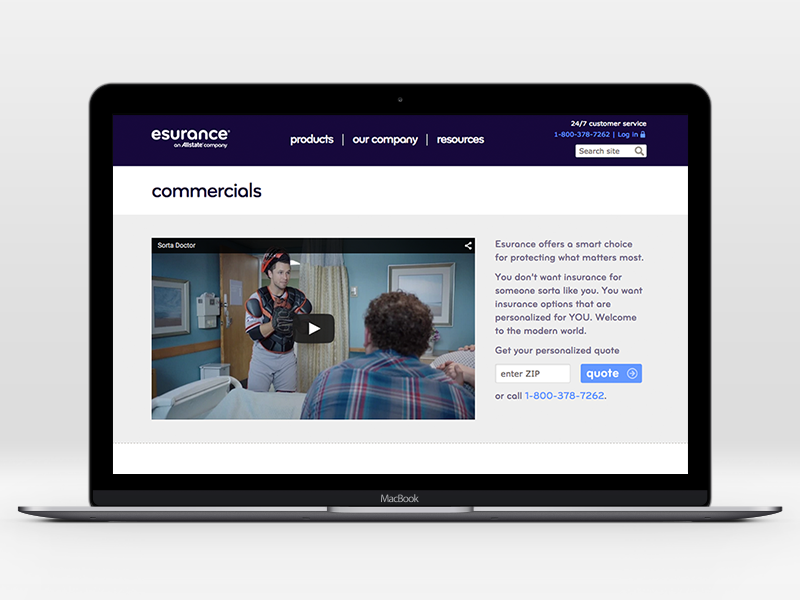 esurance®
an Allstate® company
products | our company | resources
24/7 customer service
1-800-378-7262 | Log in
Search site
commercials
Sorta Doctor
Esurance offers a smart choice
for protecting what matters most.
You don't want insurance for
someone sorta like you. You want
insurance options that are
personalized for YOU. Welcome
to the modern world.
Get your personalized quote
enter ZIP
quote
or call 1-800-378-7262.
MacBook